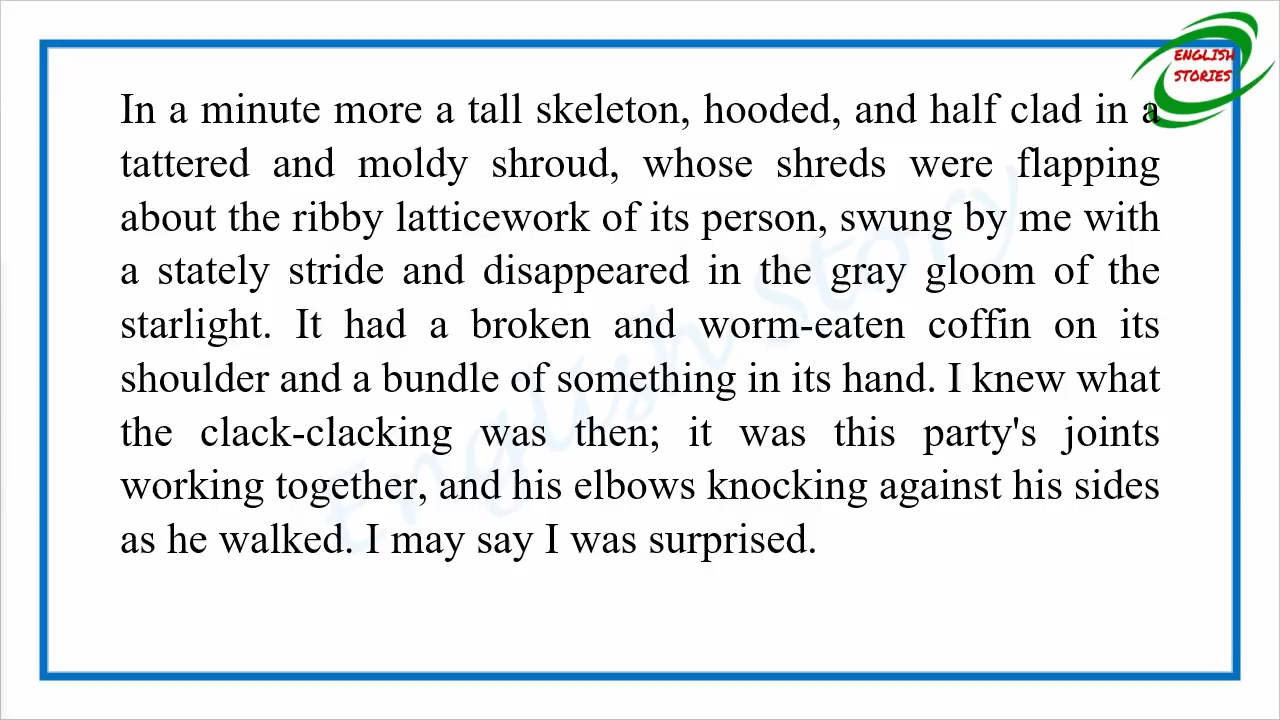 ENGLISH
STORIES
In a minute more a tall skeleton, hooded, and half clad in a
tattered and moldy shroud, whose shreds were flapping
about the ribby latticework of its person, swung by me with
a stately stride and disappeared in the gray gloom of the
starlight. It had a broken and worm-eaten coffin on its
shoulder and a bundle of something in its hand. I knew what
the clack-clacking was then; it was this party's joints
working together, and his elbows knocking against his sides
as he walked. I may say I was surprised.
English Story